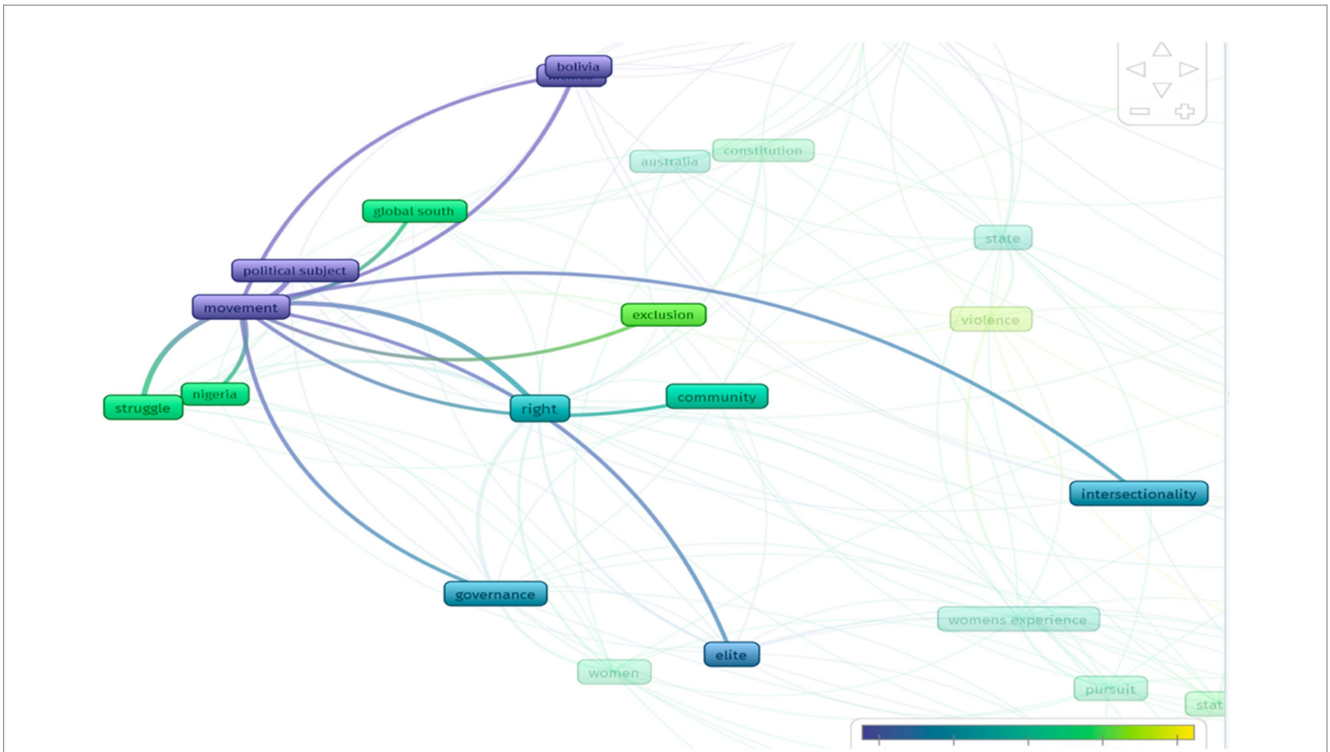 bolivia
australia
constitution
global south
state
political subject
movement
exclusion
violence
nigeria
struggle
right
community
intersectionality
governance
womens experience
elite
women
pursuit
stat